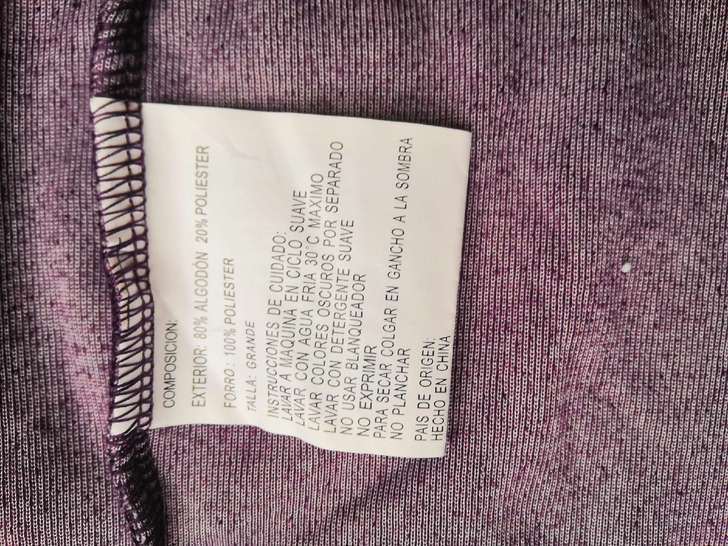 COMPOSICION:
EXTERIOR: 80% ALGODÓN 20% POLIESTER
FORRO: 100% POLIESTER
TALLA: GRANDE
INSTRUCCIONES DE CUIDADO:
LAVAR A MAQUINA EN CICLO SUAVE
LAVAR CON AGUA FRIA 30°C MAXIMO
LAVAR COLORES OSCUROS POR SEPARADO
LAVAR CON DETERGENTE SUAVE
NO USAR BLANQUEADOR
NO EXPRIMIR
PARA SECAR COLGAR EN GANCHO A LA SOMBRA
NO PLANCHAR
PAIS DE ORIGEN:
HECHO EN CHINA